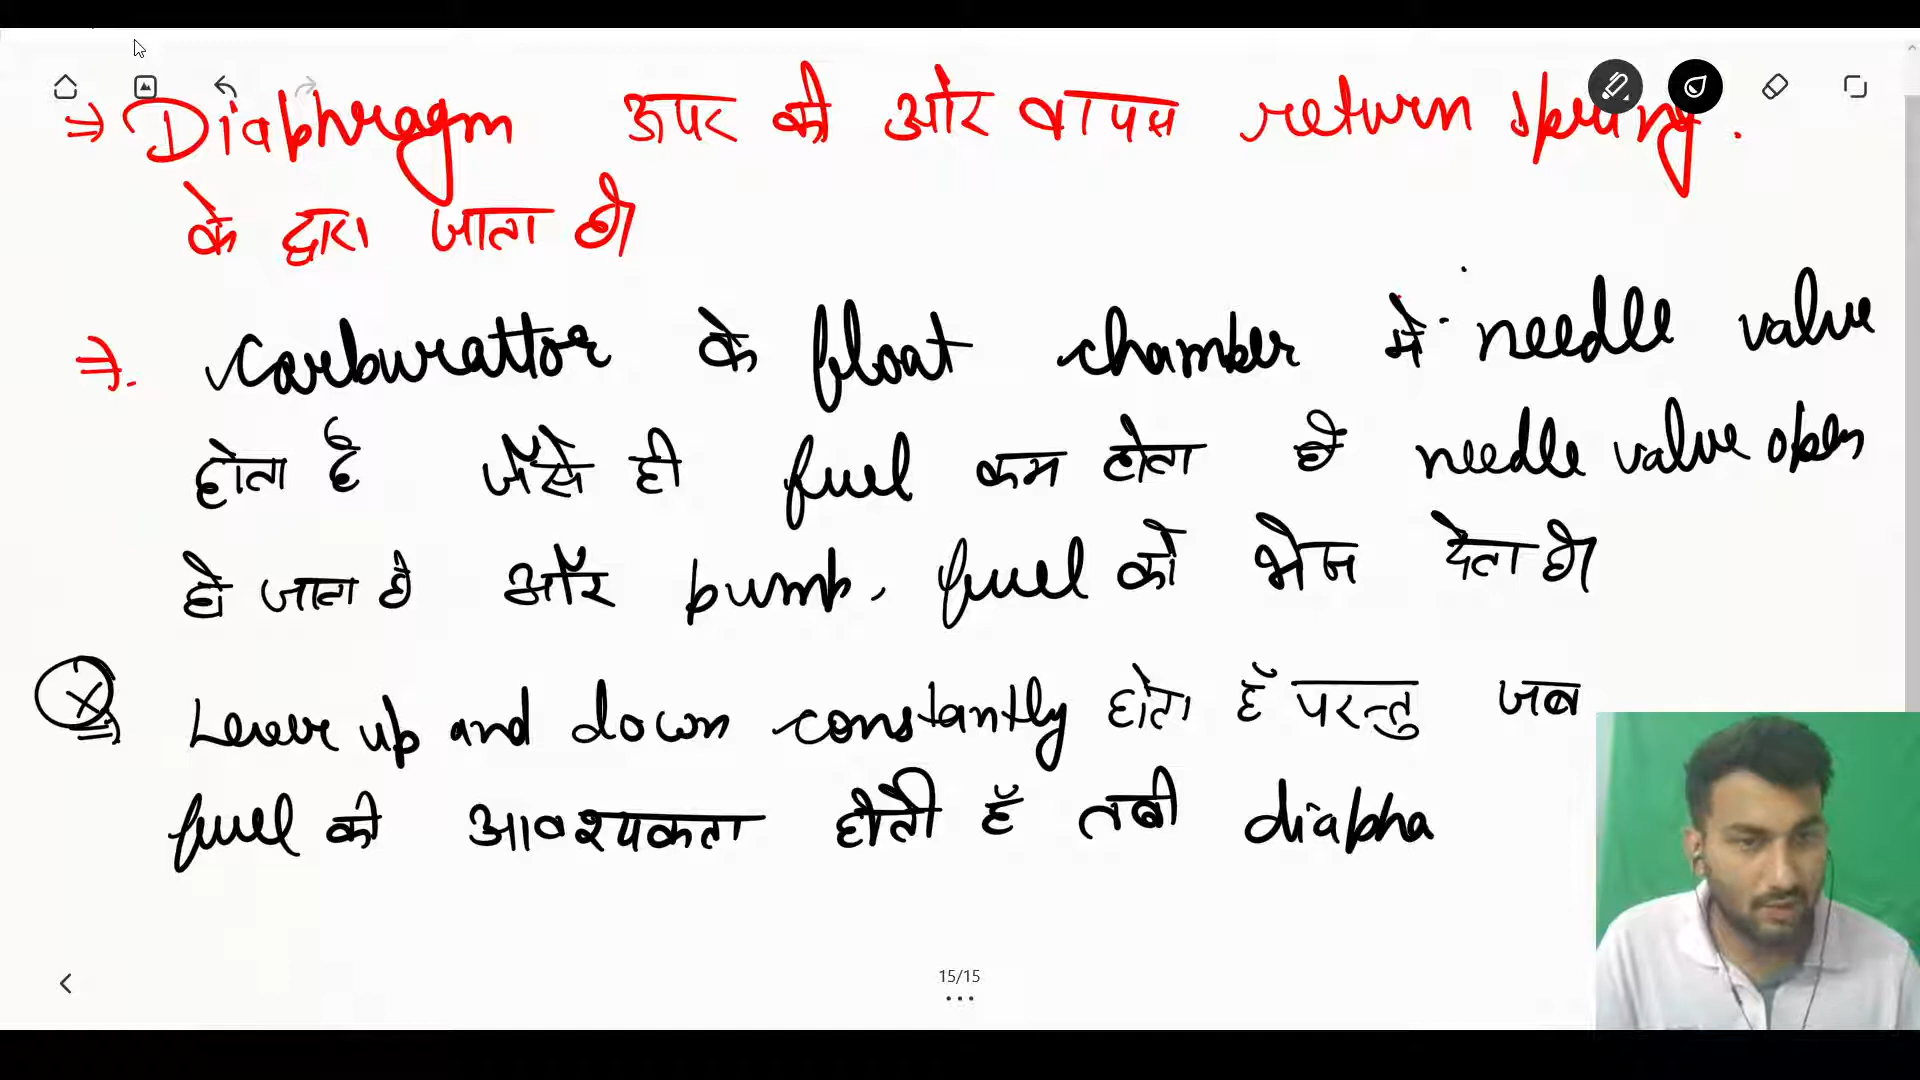 ⇒ Diaphragm ऊपर की ओर वापस return spring.
के द्वारा जाता है।
⇒. Carburattor के float chamber में needle valve
होता है जैसे ही fuel कम होता है needle valve open
हो जाता है और pump, fuel को भेज देता है।
Lever up and down constantly होता है परन्तु जब
fuel की आवश्यकता होती है तबी diapha
15/15